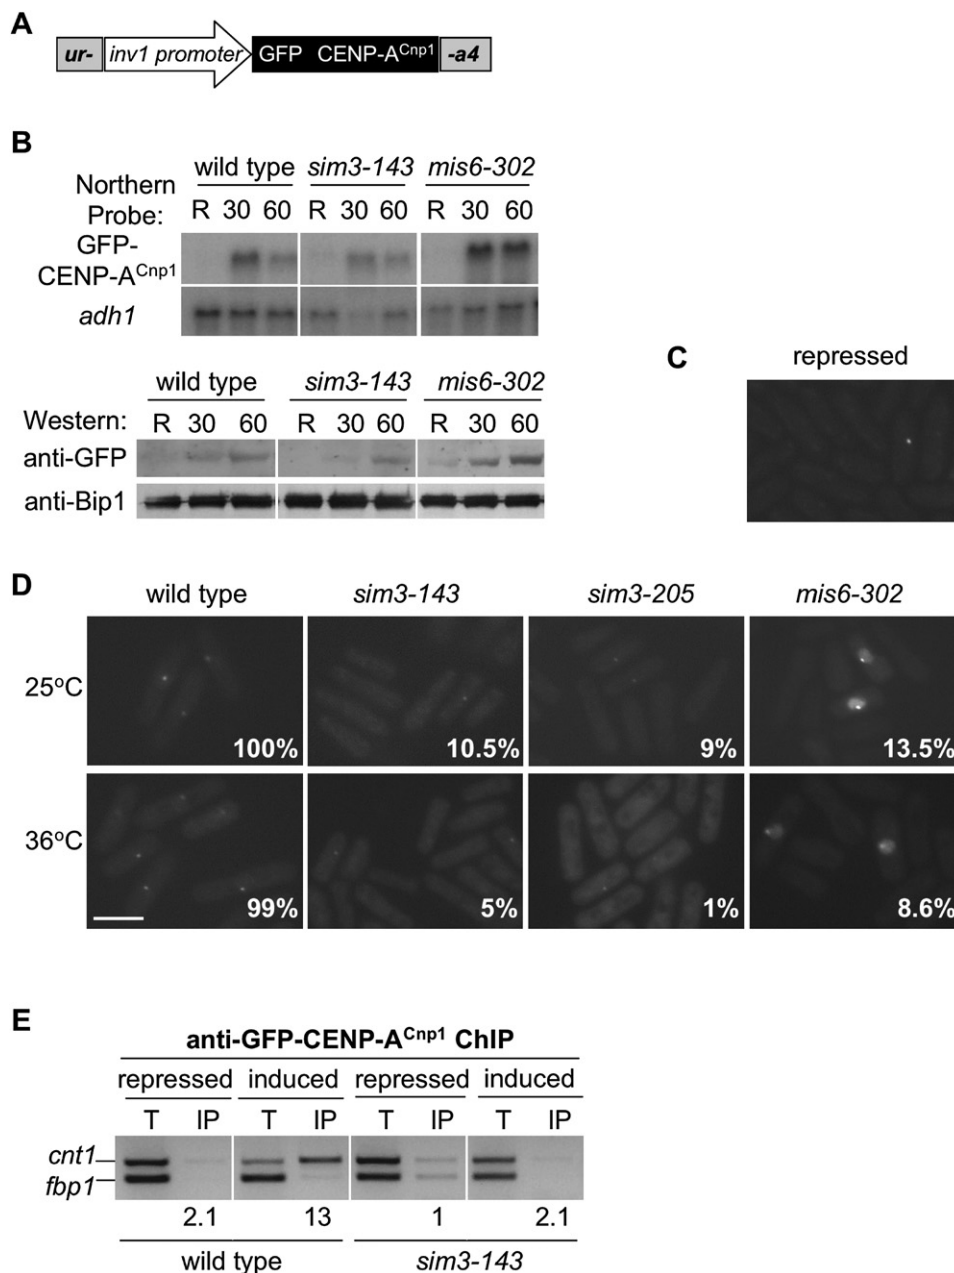 A
ur- inv1 promoter GFP CENP-ACnp1 -a4
B
wild type sim3-143 mis6-302
Northern
Probe: R 30 60 R 30 60 R 30 60
GFP-
CENP-ACnp1
adh1
wild type sim3-143 mis6-302
Western: R 30 60 R 30 60 R 30 60
anti-GFP
anti-Bip1
C
repressed
D
wild type sim3-143 sim3-205 mis6-302
25°C 100% 10.5% 9% 13.5%
36°C 99% 5% 1% 8.6%
E
anti-GFP-CENP-ACnp1 ChIP
repressed induced repressed induced
T IP T IP T IP T IP
cnt1
fbp1
2.1 13 1 2.1
wild type sim3-143